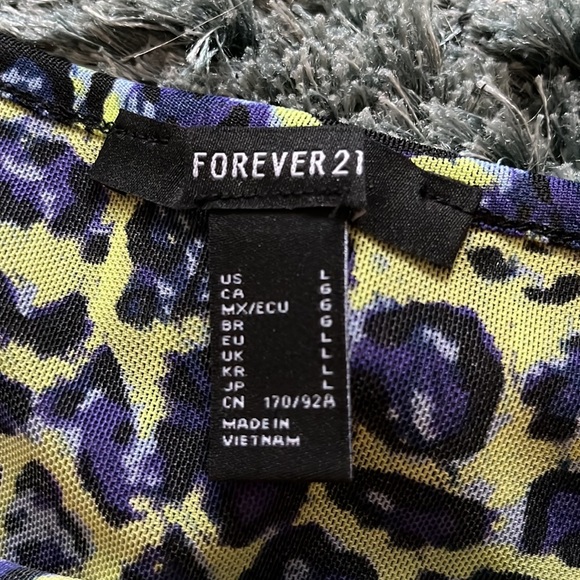 FOREVER 21
US L
CA G
MX/ECU G
BR G
EU L
UK L
KR L
JP L
CN 170/92A
MADE IN
VIETNAM